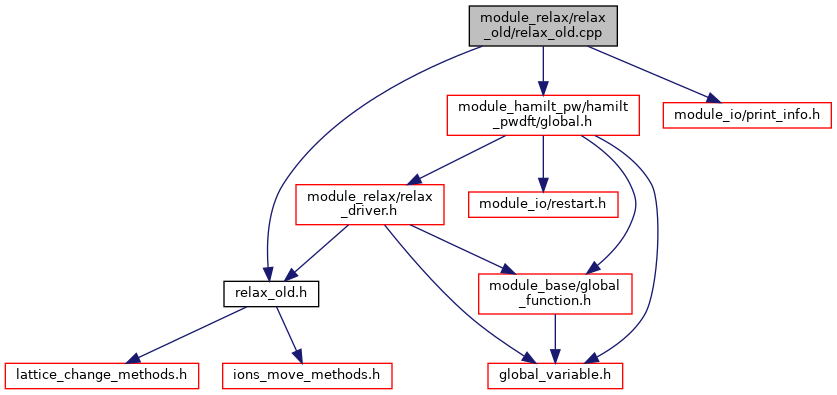 module_relax/relax
_old/relax_old.cpp
module_hamilt_pw/hamilt
_pwdft/global.h
module_io/print_info.h
module_relax/relax
_driver.h
module_io/restart.h
relax_old.h
module_base/global
_function.h
lattice_change_methods.h
ions_move_methods.h
global_variable.h